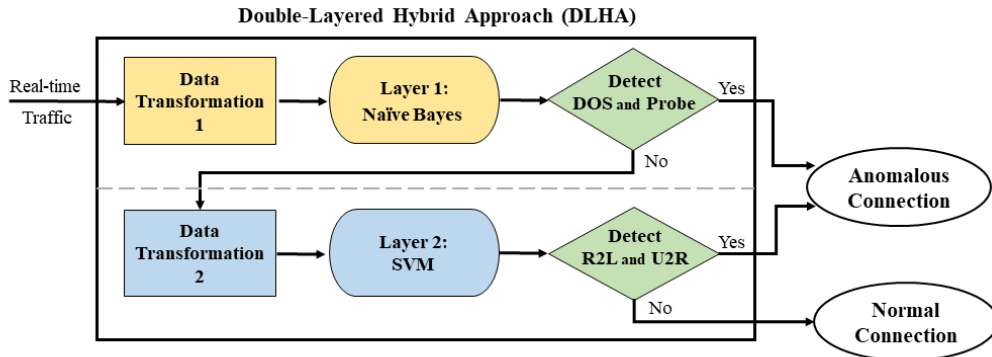 Double-Layered Hybrid Approach (DLHA)
Real-time
Traffic
Data
Transformation
1
Layer 1:
Naïve Bayes
Detect
DOS and Probe
Yes
No
Anomalous
Connection
Data
Transformation
2
Layer 2:
SVM
Detect
R2L and U2R
Yes
No
Normal
Connection